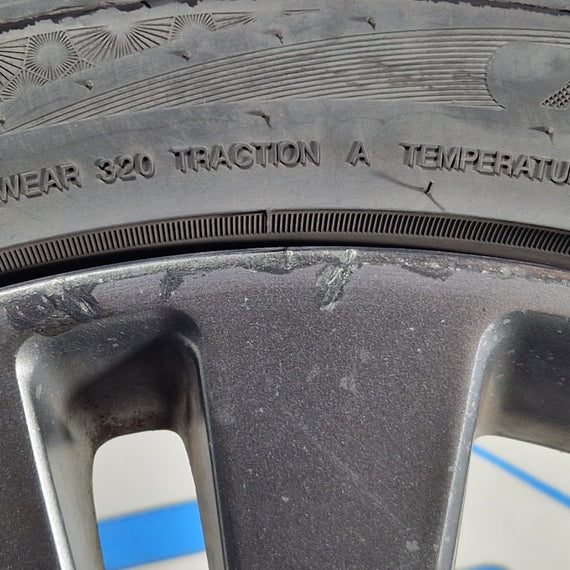 WEAR 320 TRACTION A TEMPERATU